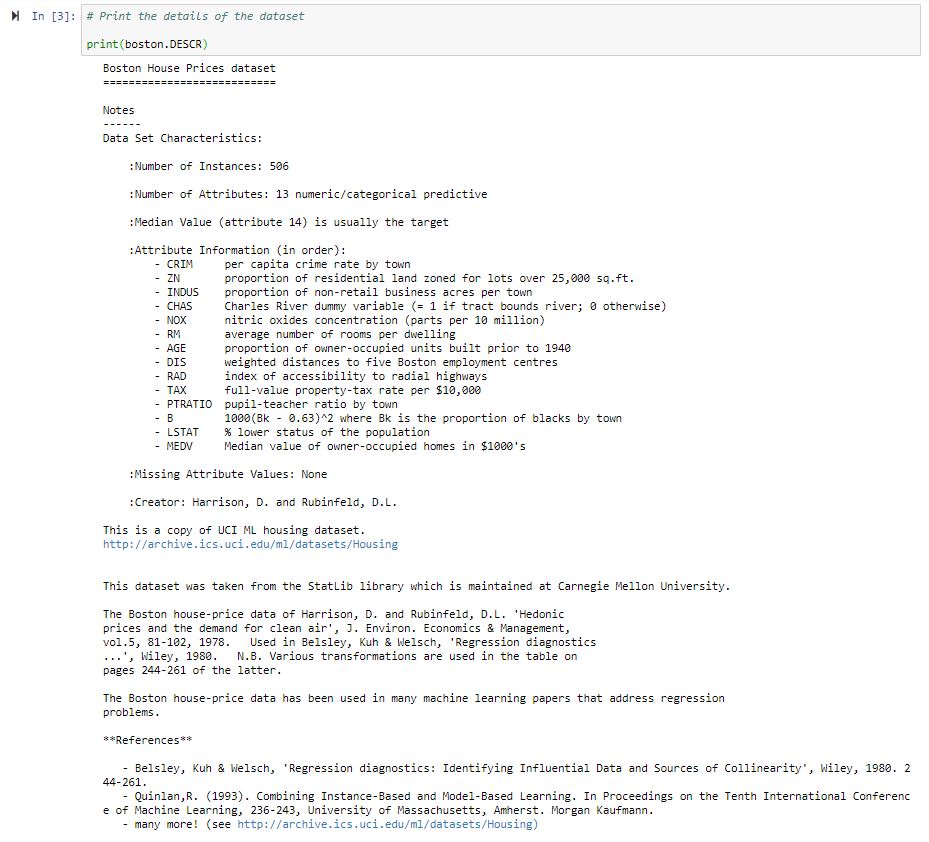 In [3]: # Print the details of the dataset
print(boston.DESCR)
Boston House Prices dataset
===========================
Notes
------
Data Set Characteristics:
:Number of Instances: 506
:Number of Attributes: 13 numeric/categorical predictive
:Median Value (attribute 14) is usually the target
:Attribute Information (in order):
- CRIM     per capita crime rate by town
- ZN       proportion of residential land zoned for lots over 25,000 sq.ft.
- INDUS    proportion of non-retail business acres per town
- CHAS     Charles River dummy variable (= 1 if tract bounds river; 0 otherwise)
- NOX      nitric oxides concentration (parts per 10 million)
- RM       average number of rooms per dwelling
- AGE      proportion of owner-occupied units built prior to 1940
- DIS      weighted distances to five Boston employment centres
- RAD      index of accessibility to radial highways
- TAX      full-value property-tax rate per $10,000
- PTRATIO  pupil-teacher ratio by town
- B        1000(Bk - 0.63)^2 where Bk is the proportion of blacks by town
- LSTAT    % lower status of the population
- MEDV     Median value of owner-occupied homes in $1000's
:Missing Attribute Values: None
:Creator: Harrison, D. and Rubinfeld, D.L.
This is a copy of UCI ML housing dataset.
http://archive.ics.uci.edu/ml/datasets/Housing
This dataset was taken from the StatLib library which is maintained at Carnegie Mellon University.
The Boston house-price data of Harrison, D. and Rubinfeld, D.L. 'Hedonic
prices and the demand for clean air', J. Environ. Economics & Management,
vol.5, 81-102, 1978.   Used in Belsley, Kuh & Welsch, 'Regression diagnostics
...', Wiley, 1980.   N.B. Various transformations are used in the table on
pages 244-261 of the latter.
The Boston house-price data has been used in many machine learning papers that address regression
problems.
**References**
- Belsley, Kuh & Welsch, 'Regression diagnostics: Identifying Influential Data and Sources of Collinearity', Wiley, 1980. 2
44-261.
- Quinlan,R. (1993). Combining Instance-Based and Model-Based Learning. In Proceedings on the Tenth International Conferenc
e of Machine Learning, 236-243, University of Massachusetts, Amherst. Morgan Kaufmann.
- many more! (see http://archive.ics.uci.edu/ml/datasets/Housing)